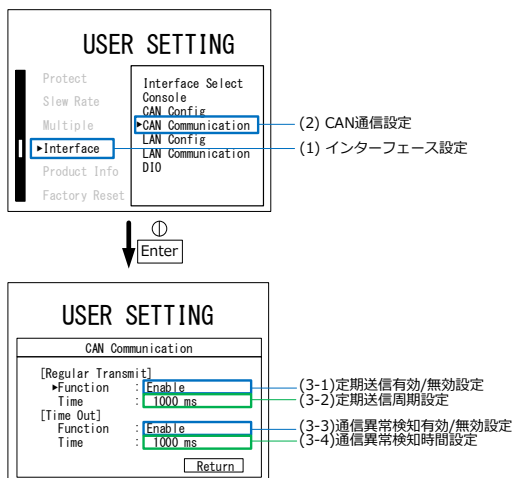 USER SETTING
Protect
Slew Rate
Multiple
▸Interface
Product Info
Factory Reset
Interface Select
Console
CAN Config
▸CAN Communication
LAN Config
LAN Communication
DIO
(2) CAN通信設定
(1) インターフェース設定
Enter
USER SETTING
CAN Communication
[Regular Transmit]
▸Function : Enable
Time : 1000 ms
[Time Out]
Function : Enable
Time : 1000 ms
Return
(3-1)定期送信有効/無効設定
(3-2)定期送信周期設定
(3-3)通信異常検知有効/無効設定
(3-4)通信異常検知時間設定